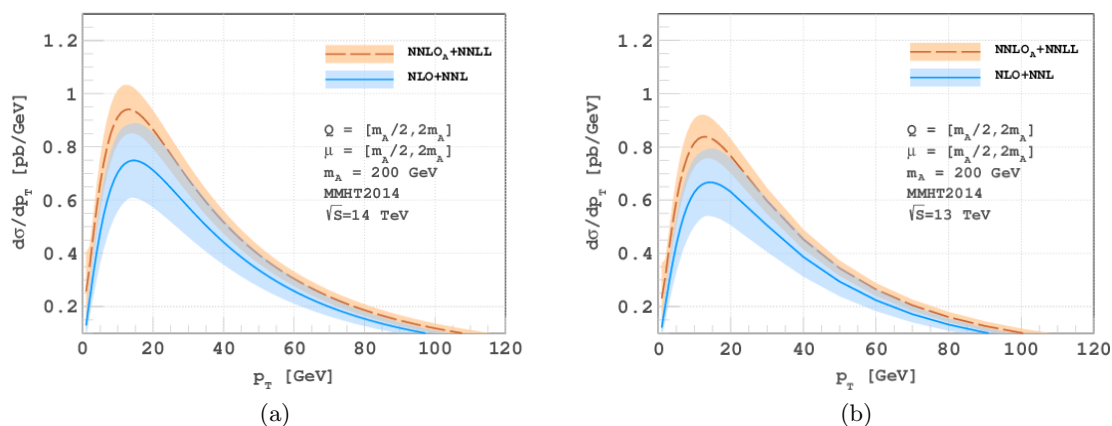 1.2
1
0.8
0.6
0.4
0.2
dσ/dp_T [pb/GeV]
NNLO_A+NNLL
NLO+NNL
Q = [m_A/2,2m_A]
μ = [m_A/2,2m_A]
m_A = 200 GeV
MMHT2014
√S=14 TeV
0 20 40 60 80 100 120
p_T [GeV]
(a)
1.2
1
0.8
0.6
0.4
0.2
dσ/dp_T [pb/GeV]
NNLO_A+NNLL
NLO+NNL
Q = [m_A/2,2m_A]
μ = [m_A/2,2m_A]
m_A = 200 GeV
MMHT2014
√S=13 TeV
0 20 40 60 80 100 120
p_T [GeV]
(b)